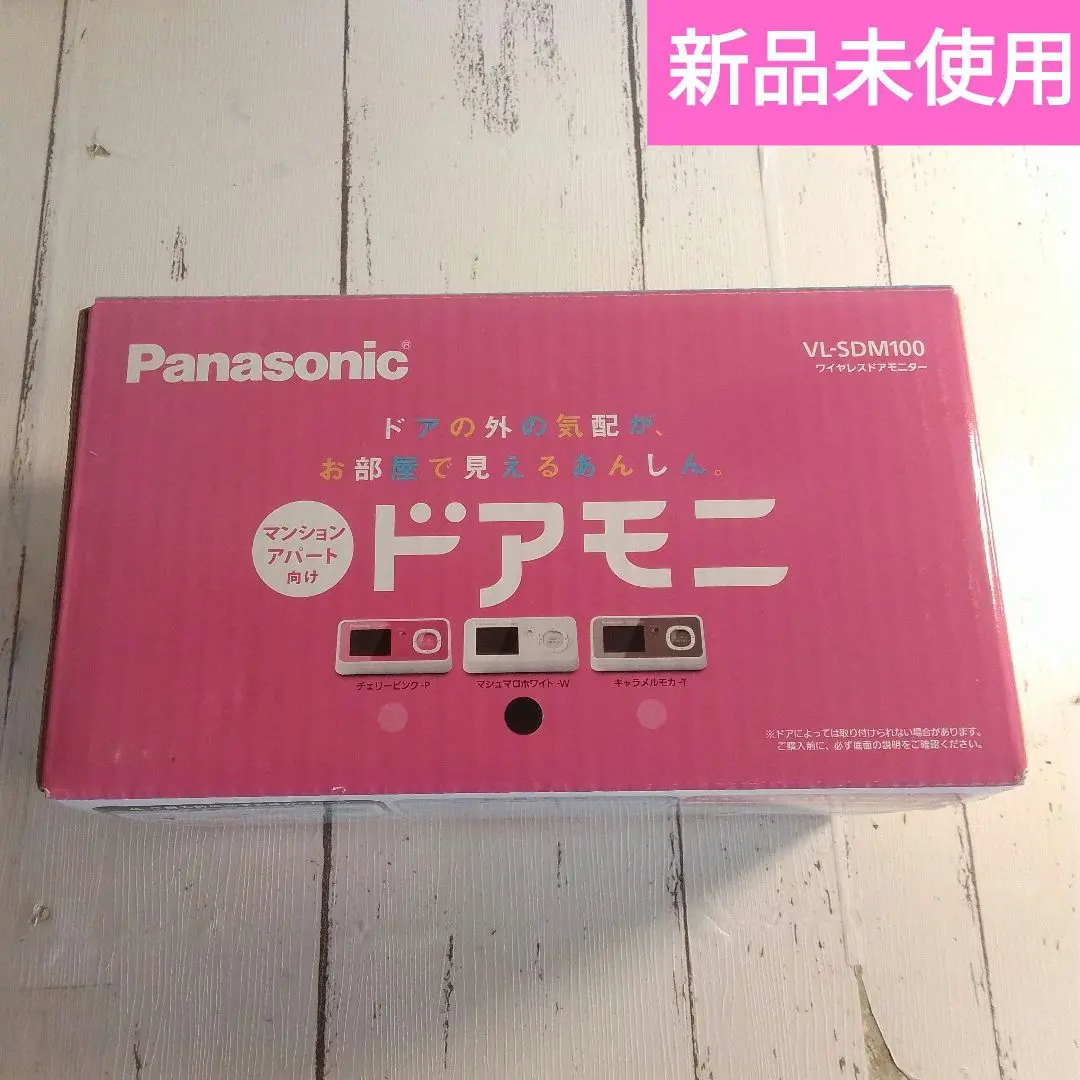 新品未使用
Panasonic®
VL-SDM100
ワイヤレスドアモニター
ドアの外の気配が、
お部屋で見えるあんしん。
マンション
アパート
向け
ドアモニ
チェリーピンク-P
マシュマロホワイト-W
キャラメルモカ-T
※ドアによっては取り付けられない場合があります。
ご購入前に、必ず底面の説明をご確認ください。